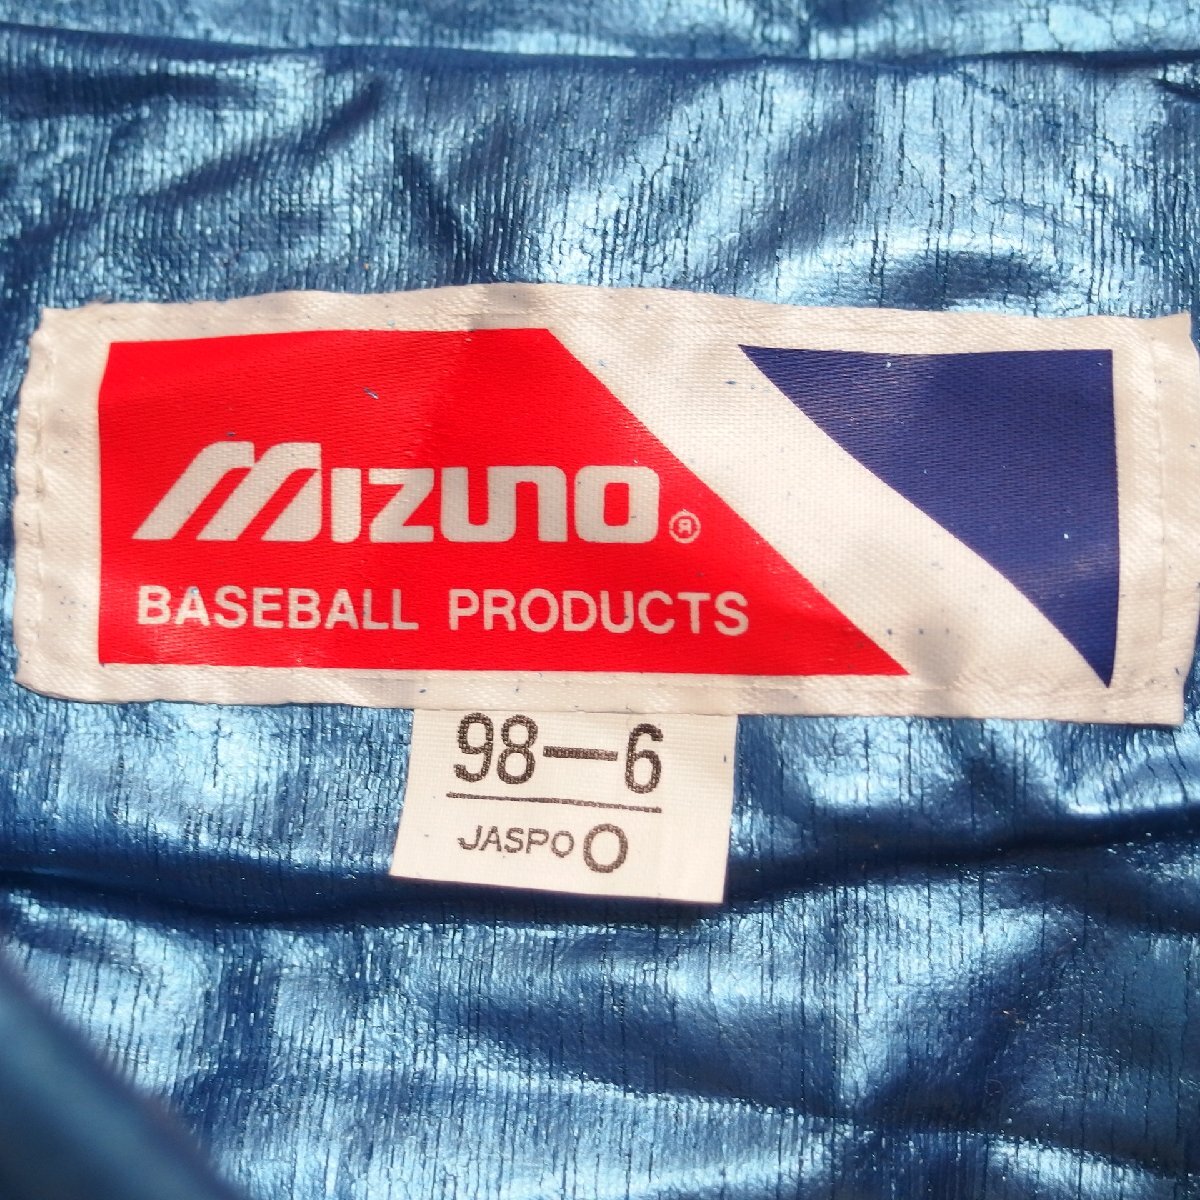 MIZUNO®
BASEBALL PRODUCTS
98-6
JASPO O